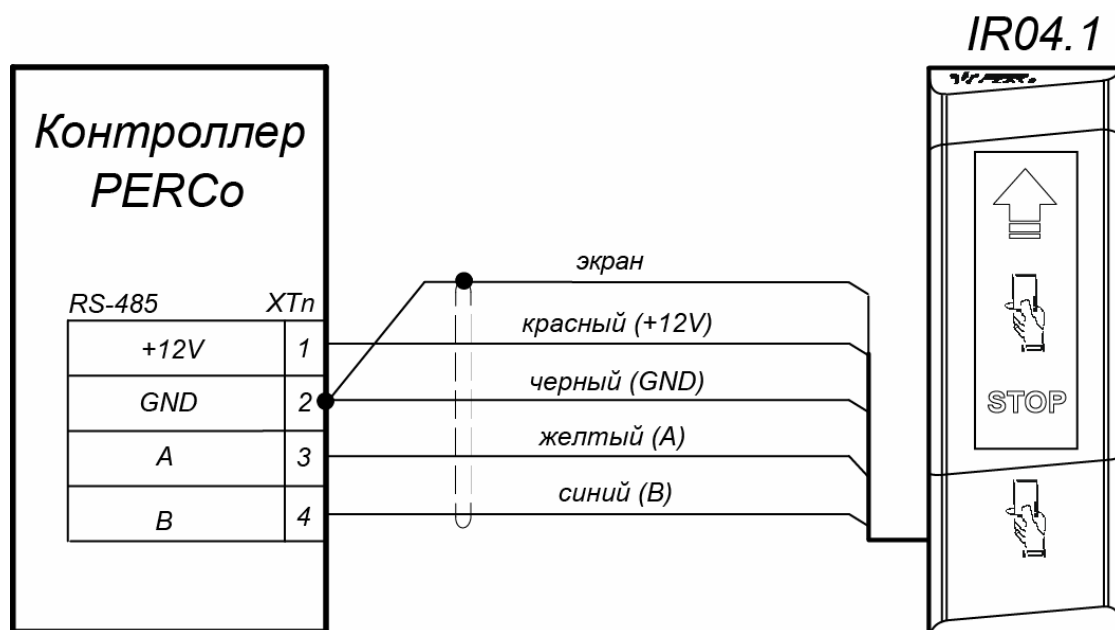 IR04.1
Контроллер
PERCo
RS-485 XTn
+12V 1
GND 2
A 3
B 4
экран
красный (+12V)
черный (GND)
желтый (A)
синий (B)
STOP